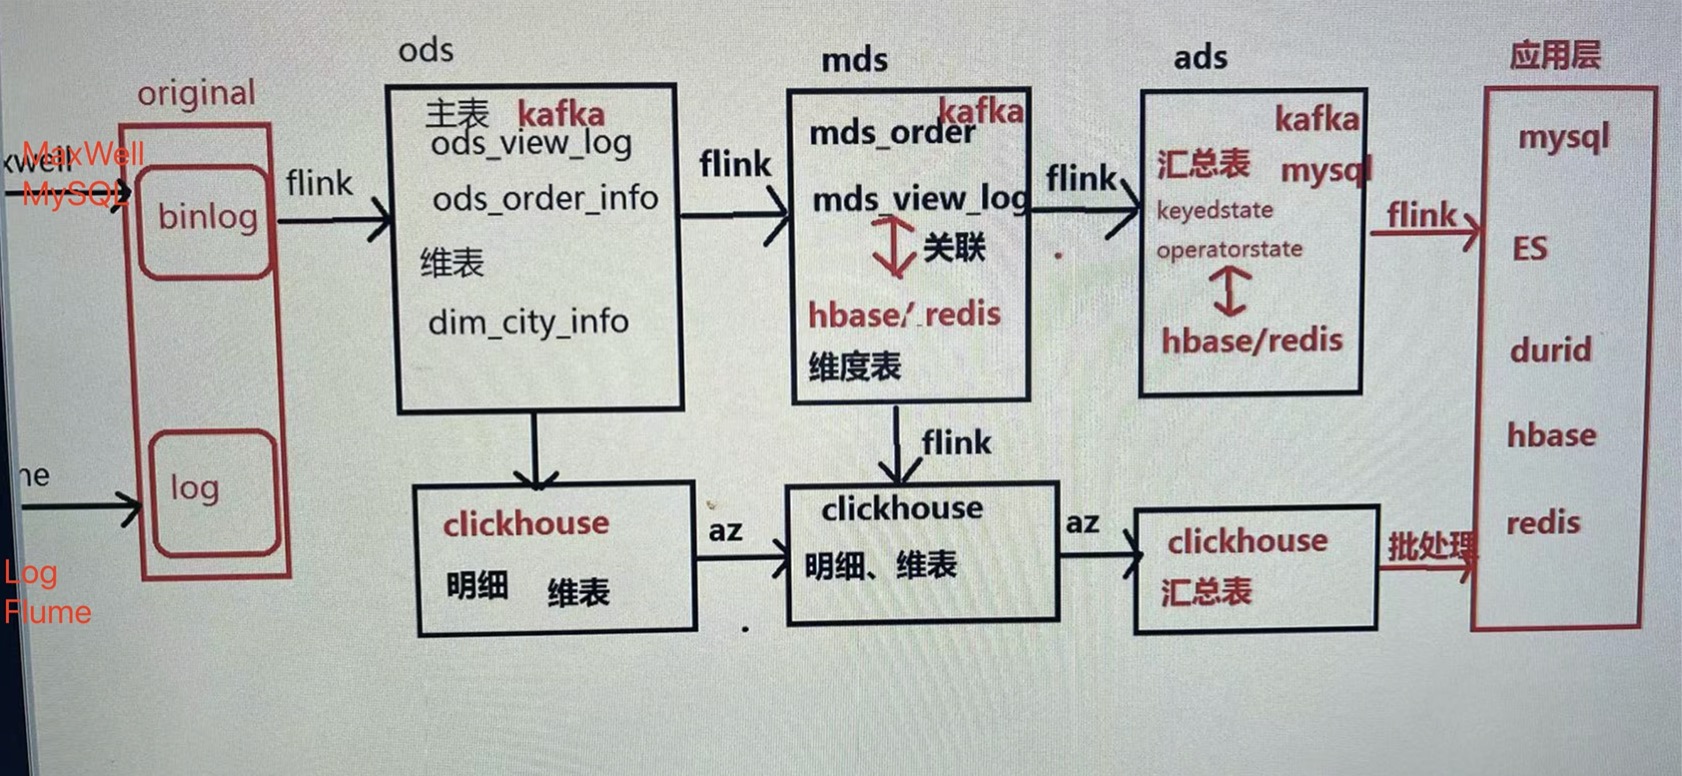 original
MaxWell
MySQL
binlog
log
Log
Flume
flink
ods
主表 kafka
ods_view_log
ods_order_info
维表
dim_city_info
flink
mds
kafka
mds_order
mds_view_log
关联
hbase/ redis
维度表
flink
ads
kafka
汇总表 mysql
keyedstate
operatorstate
hbase/redis
flink
应用层
mysql
ES
durid
hbase
redis
clickhouse
明细 维表
az
flink
clickhouse
明细、维表
az
clickhouse
汇总表
批处理